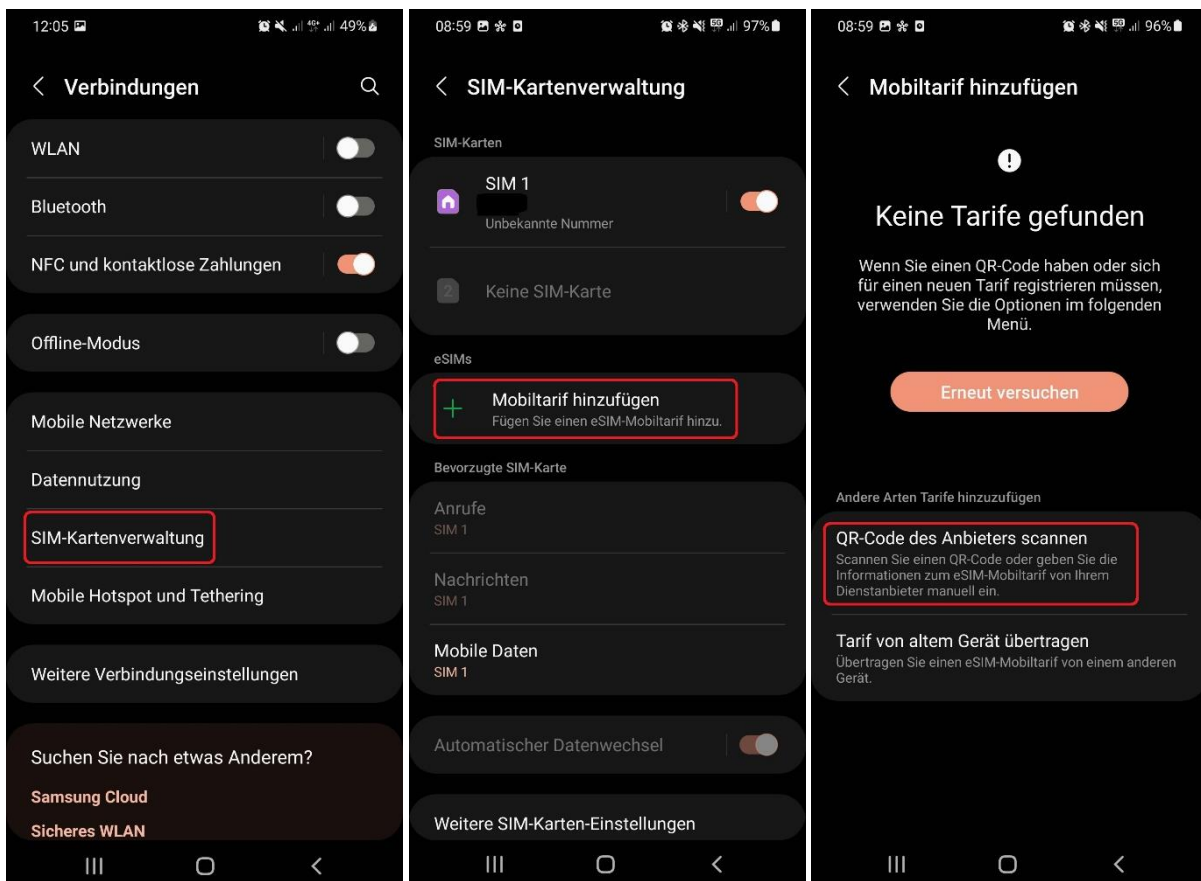 12:05
4G+
49%
Verbindungen
WLAN
Bluetooth
NFC und kontaktlose Zahlungen
Offline-Modus
Mobile Netzwerke
Datennutzung
SIM-Kartenverwaltung
Mobile Hotspot und Tethering
Weitere Verbindungseinstellungen
Suchen Sie nach etwas Anderem?
Samsung Cloud
Sicheres WLAN
08:59
5G
97%
SIM-Kartenverwaltung
SIM-Karten
SIM 1
Unbekannte Nummer
2
Keine SIM-Karte
eSIMs
Mobiltarif hinzufügen
Fügen Sie einen eSIM-Mobiltarif hinzu.
Bevorzugte SIM-Karte
Anrufe
SIM 1
Nachrichten
SIM 1
Mobile Daten
SIM 1
Automatischer Datenwechsel
Weitere SIM-Karten-Einstellungen
08:59
5G
96%
Mobiltarif hinzufügen
Keine Tarife gefunden
Wenn Sie einen QR-Code haben oder sich
für einen neuen Tarif registrieren müssen,
verwenden Sie die Optionen im folgenden
Menü.
Erneut versuchen
Andere Arten Tarife hinzuzufügen
QR-Code des Anbieters scannen
Scannen Sie einen QR-Code oder geben Sie die
Informationen zum eSIM-Mobiltarif von Ihrem
Dienstanbieter manuell ein.
Tarif von altem Gerät übertragen
Übertragen Sie einen eSIM-Mobiltarif von einem anderen
Gerät.